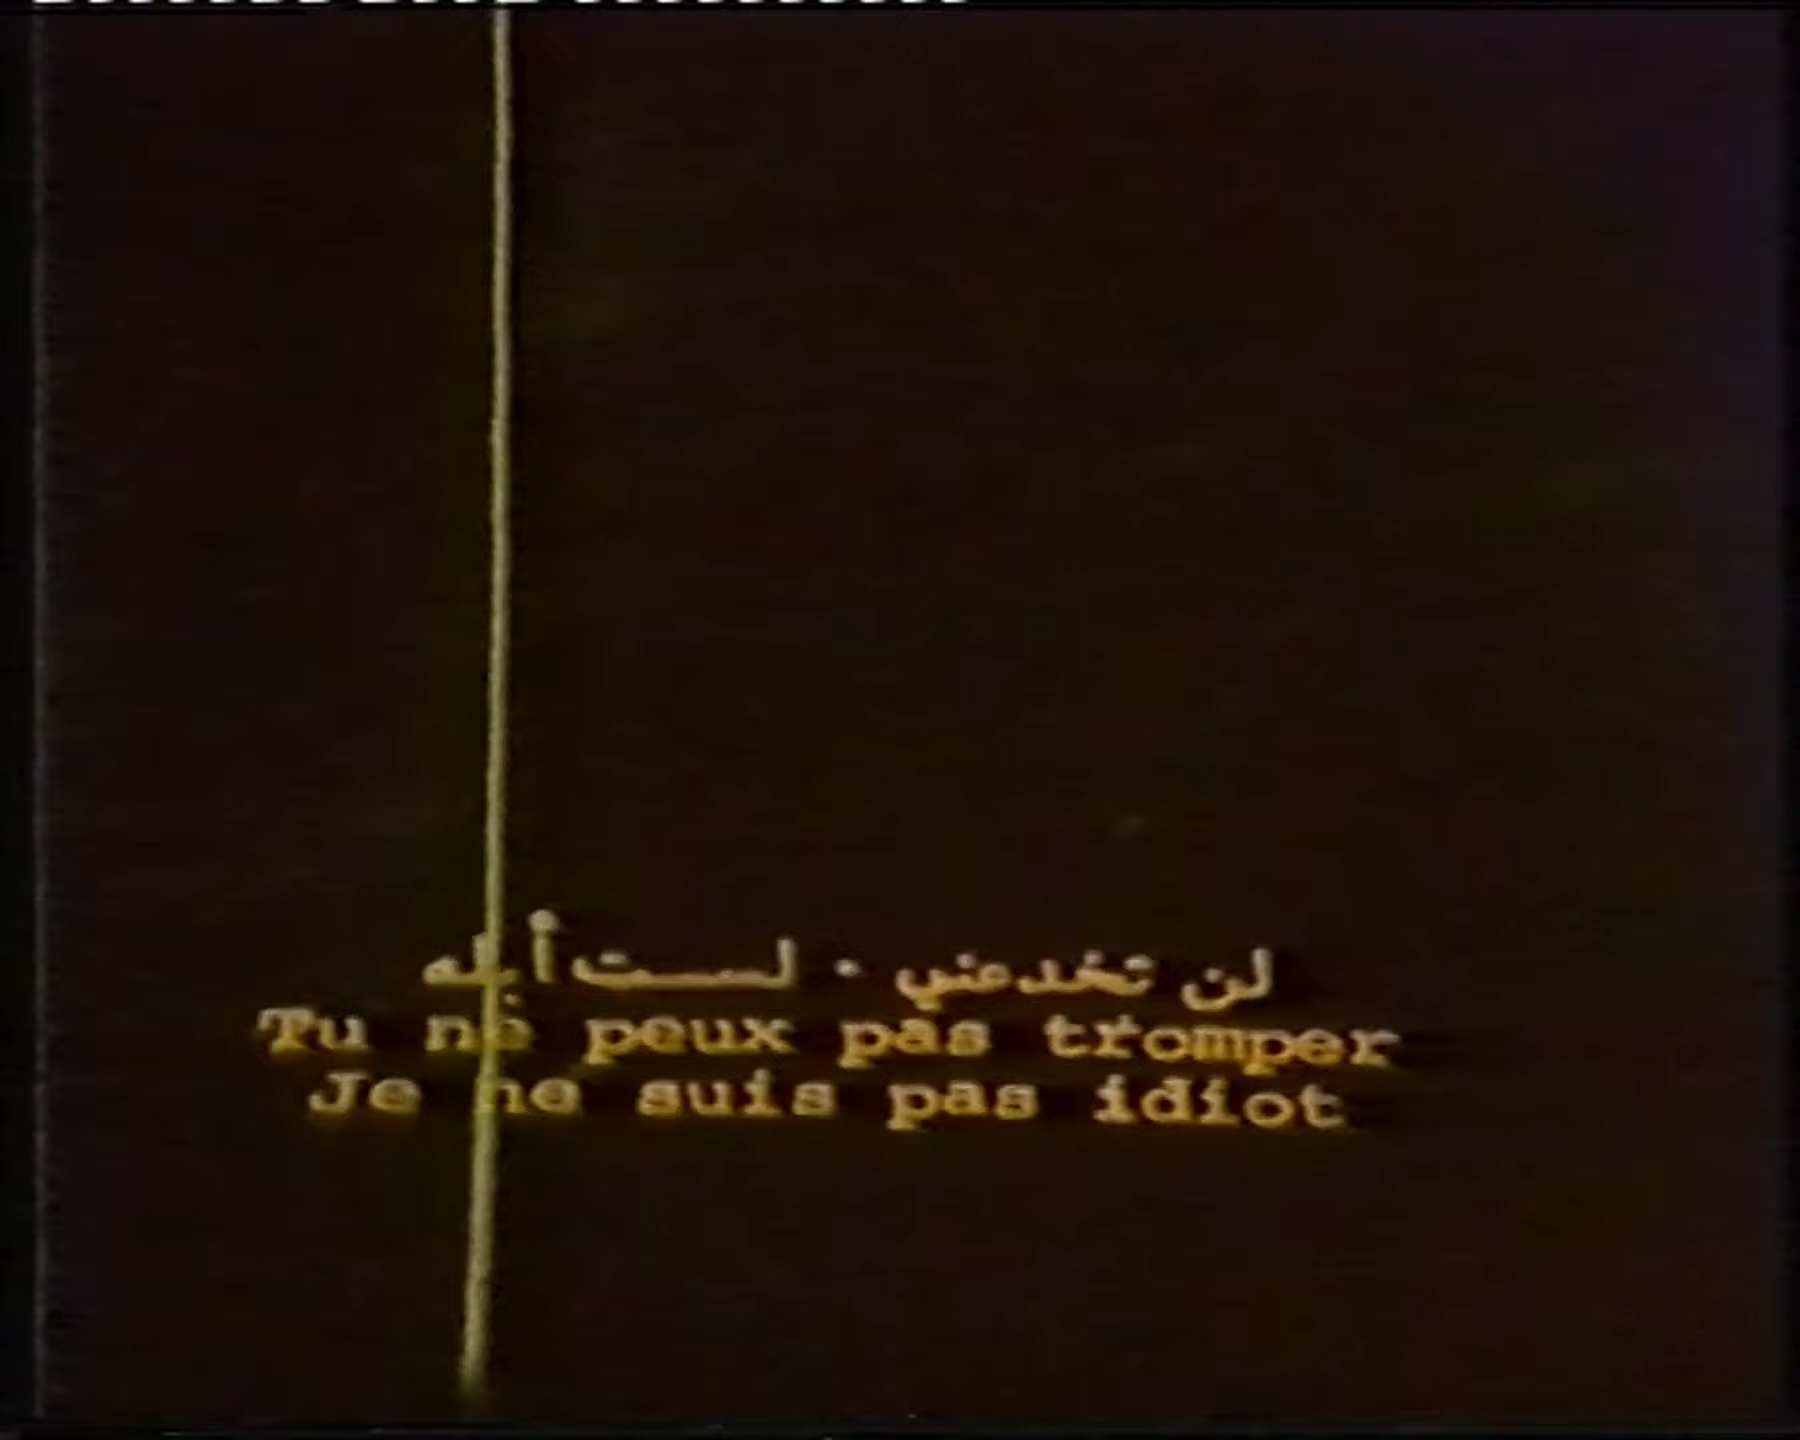 لن تخدعني . لست أبله
Tu ne peux pas tromper
Je ne suis pas idiot